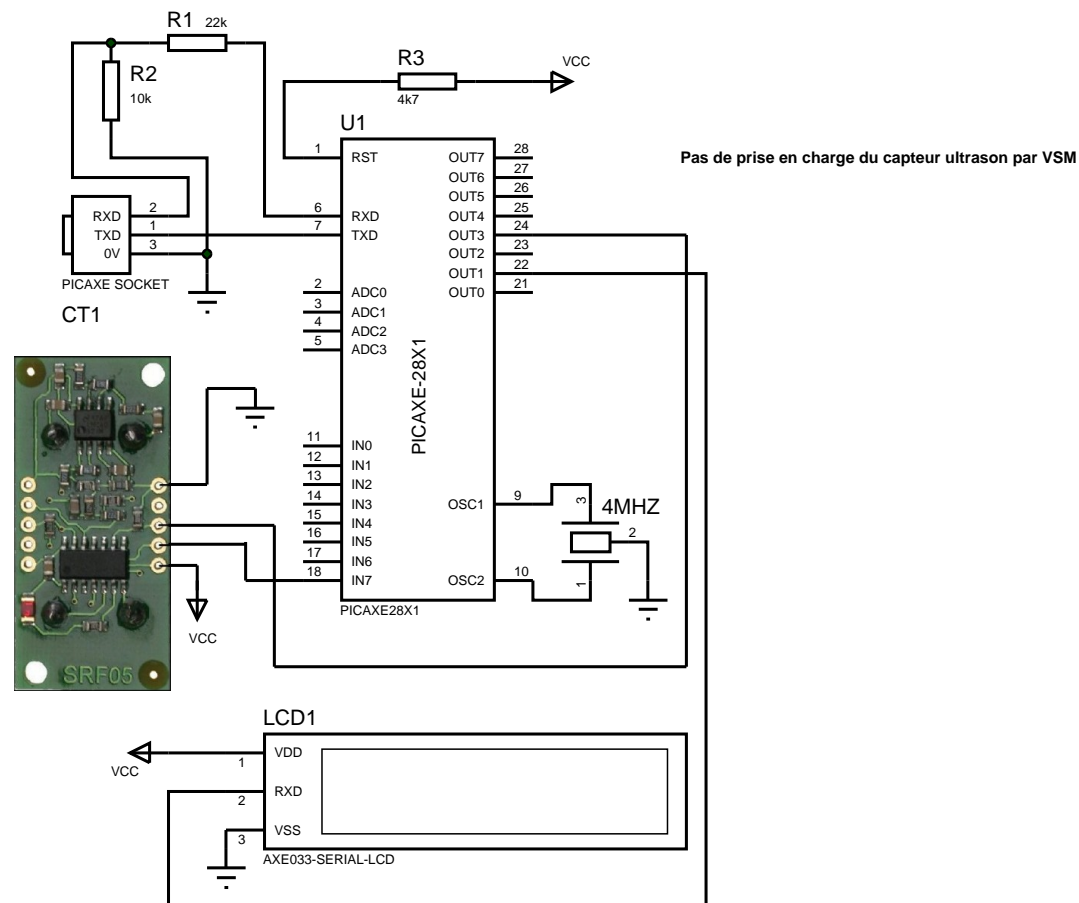 R1 22k
R2
10k
R3
4k7
VCC
U1
1 RST OUT7 28
OUT6 27
OUT5 26
6 RXD OUT4 25
7 TXD OUT3 24
OUT2 23
OUT1 22
2 ADC0 OUT0 21
3 ADC1
4 ADC2
5 ADC3
PICAXE-28X1
11 IN0
12 IN1
13 IN2
14 IN3 OSC1 9
15 IN4
16 IN5
17 IN6
18 IN7 OSC2 10
PICAXE28X1
Pas de prise en charge du capteur ultrason par VSM
RXD 2
TXD 1
0V 3
PICAXE SOCKET
CT1
3 4MHZ
2
1
VCC
SRF05
LCD1
VCC
VDD 1
RXD 2
VSS 3
AXE033-SERIAL-LCD